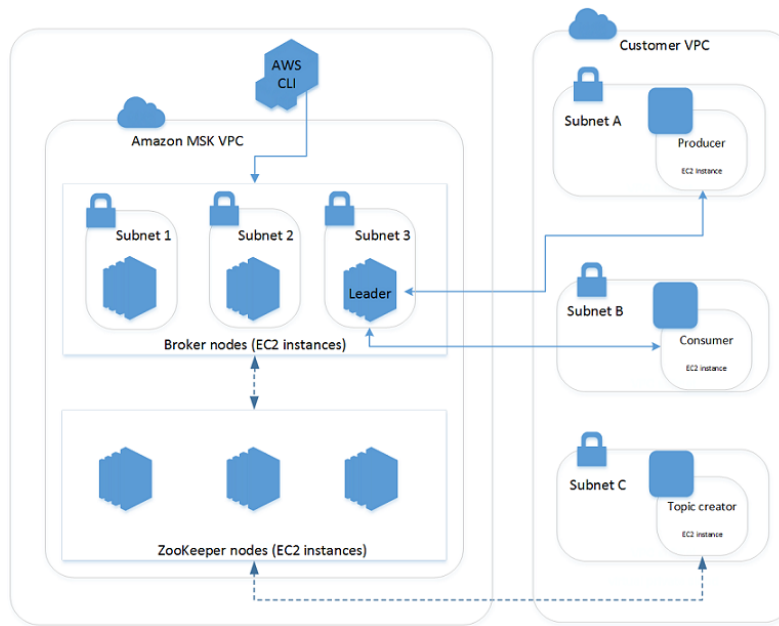 AWS
CLI
Amazon MSK VPC
Subnet 1
Subnet 2
Subnet 3
Leader
Broker nodes (EC2 instances)
ZooKeeper nodes (EC2 instances)
Customer VPC
Subnet A
Producer
EC2 instance
Subnet B
Consumer
EC2 instance
Subnet C
Topic creator
EC2 instance